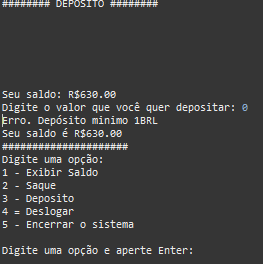 ######## DEPOSITO ########
Seu saldo: R$630.00
Digite o valor que você quer depositar: 0
Erro. Depósito minimo 1BRL
Seu saldo é R$630.00
#####################
Digite uma opção:
1 - Exibir Saldo
2 - Saque
3 - Deposito
4 = Deslogar
5 - Encerrar o sistema
Digite uma opção e aperte Enter: